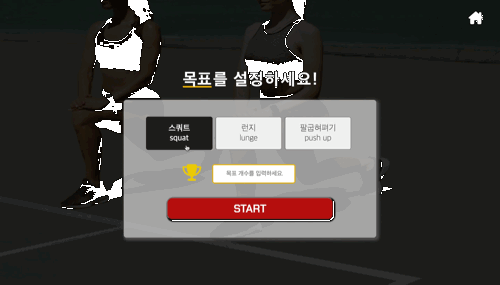 목표를 설정하세요!
스쿼트
squat
런지
lunge
팔굽혀펴기
push up
목표 개수를 입력하세요
START